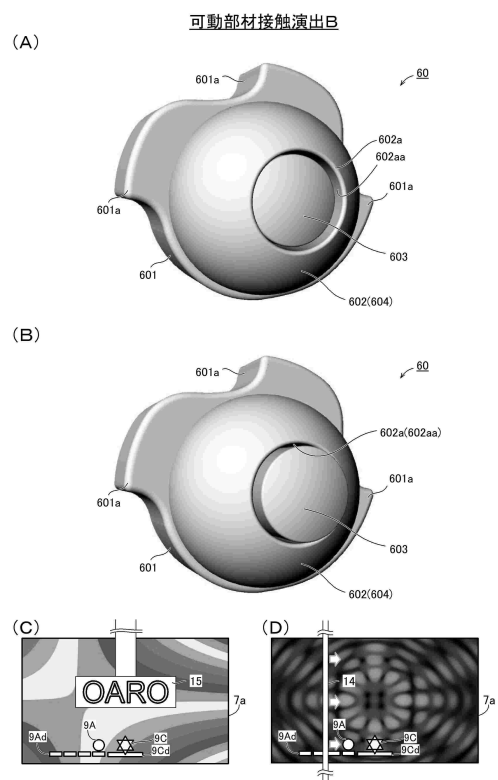 可動部材接触演出B
(A)
601a
60
602a
602aa
601a
601a
603
601
602(604)
(B)
601a
60
602a(602aa)
601a
601a
603
601
602(604)
(C)
(D)
15
OARO
7a
9A
9Ad
9C
9Cd
14
7a
9A
9Ad
9C
9Cd